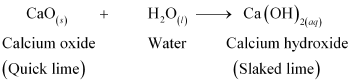 CaO(s) + H₂O(l) ⟶ Ca(OH)₂(aq)
Calcium oxide Water Calcium hydroxide
(Quick lime) (Slaked lime)